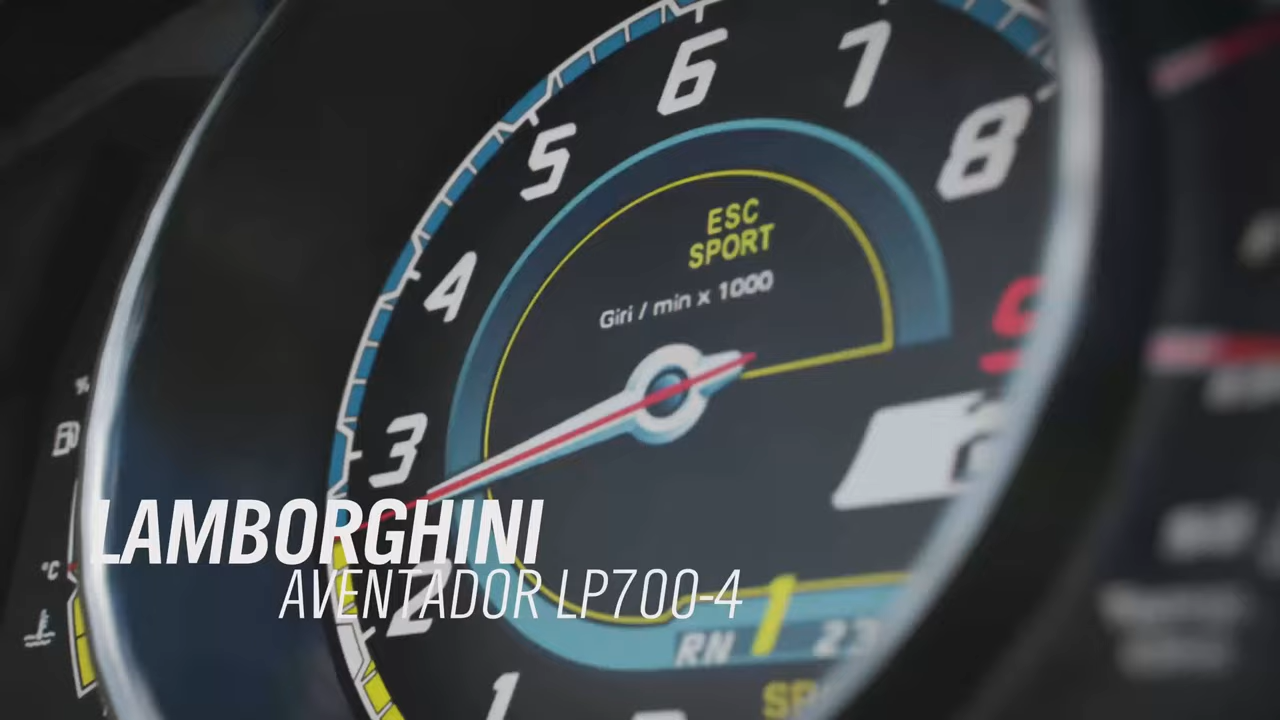 6
7
8
5
4
3
2
1
ESC
SPORT
Giri / min x 1000
%
°C
LAMBORGHINI
AVENTADOR LP700-4
RN